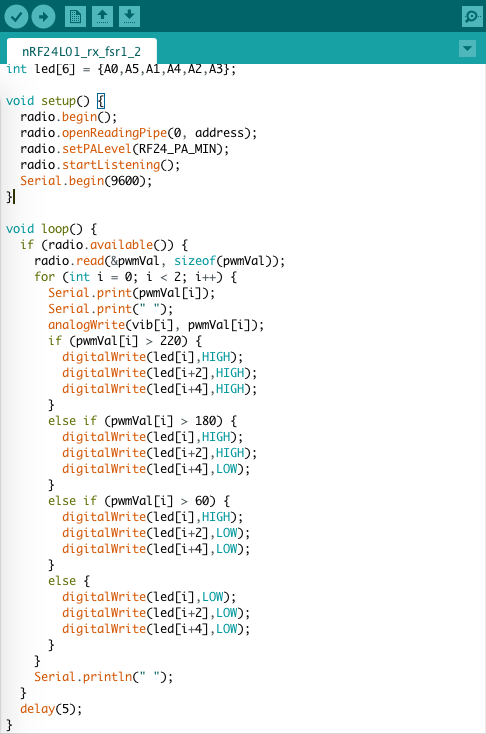 nRF24L01_rx_fsr1_2
int led[6] = {A0,A5,A1,A4,A2,A3};
void setup() {
  radio.begin();
  radio.openReadingPipe(0, address);
  radio.setPALevel(RF24_PA_MIN);
  radio.startListening();
  Serial.begin(9600);
}
void loop() {
  if (radio.available()) {
    radio.read(&pwmVal, sizeof(pwmVal));
    for (int i = 0; i < 2; i++) {
      Serial.print(pwmVal[i]);
      Serial.print(" ");
      analogWrite(vib[i], pwmVal[i]);
      if (pwmVal[i] > 220) {
        digitalWrite(led[i],HIGH);
        digitalWrite(led[i+2],HIGH);
        digitalWrite(led[i+4],HIGH);
      }
      else if (pwmVal[i] > 180) {
        digitalWrite(led[i],HIGH);
        digitalWrite(led[i+2],HIGH);
        digitalWrite(led[i+4],LOW);
      }
      else if (pwmVal[i] > 60) {
        digitalWrite(led[i],HIGH);
        digitalWrite(led[i+2],LOW);
        digitalWrite(led[i+4],LOW);
      }
      else {
        digitalWrite(led[i],LOW);
        digitalWrite(led[i+2],LOW);
        digitalWrite(led[i+4],LOW);
      }
    }
    Serial.println(" ");
  }
  delay(5);
}